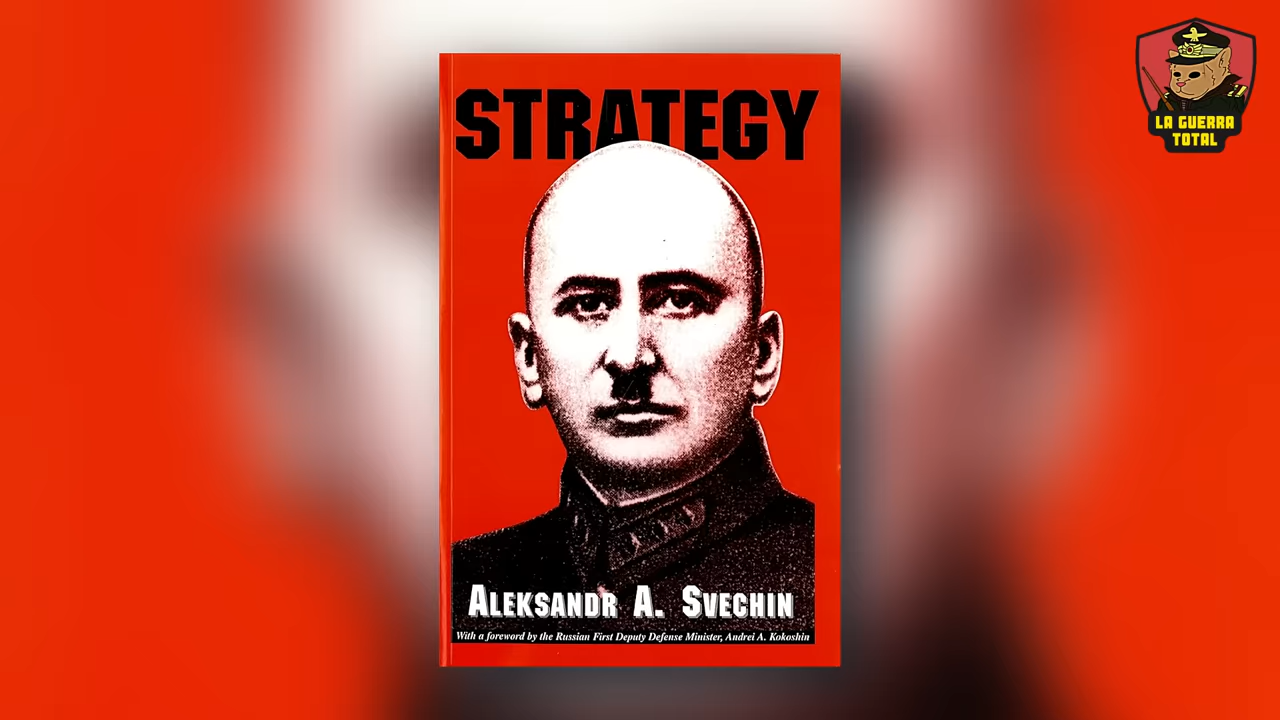 STRATEGY
ALEKSANDR A. SVECHIN
With a foreword by the Russian First Deputy Defense Minister, Andrei A. Kokoshin
LA GUERRA
TOTAL